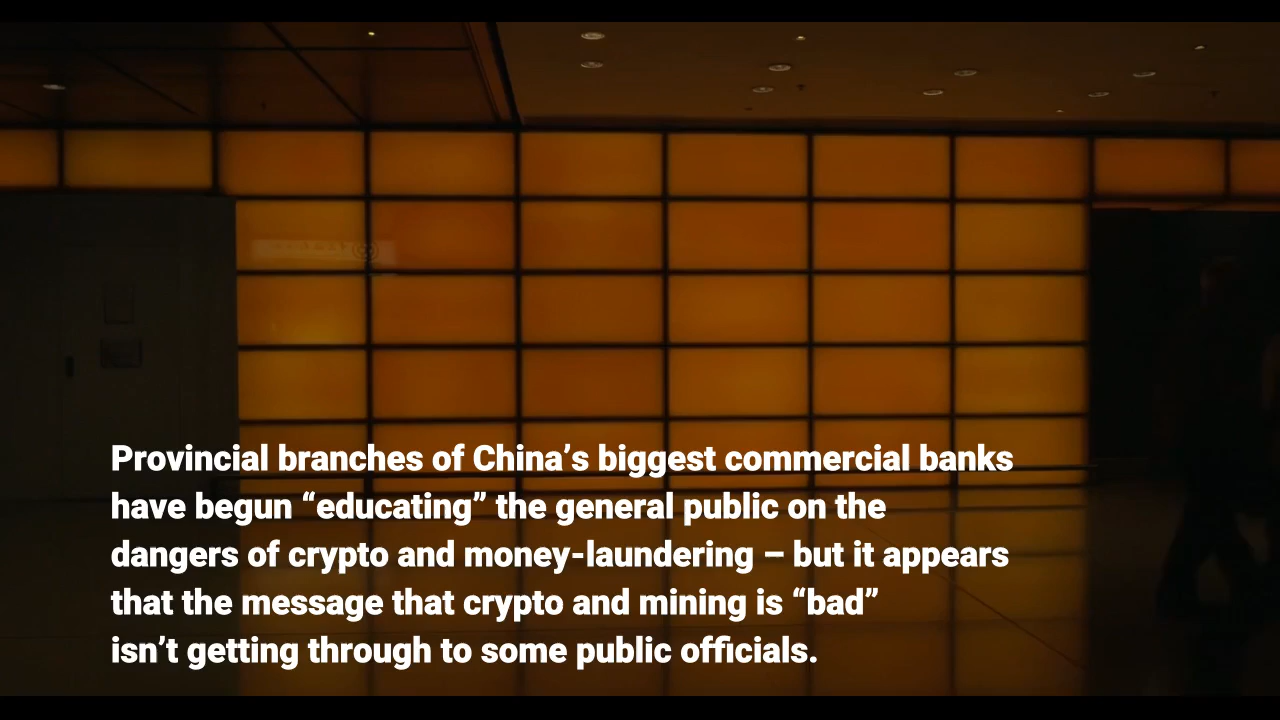 Provincial branches of China’s biggest commercial banks
have begun “educating” the general public on the
dangers of crypto and money-laundering – but it appears
that the message that crypto and mining is “bad”
isn’t getting through to some public officials.